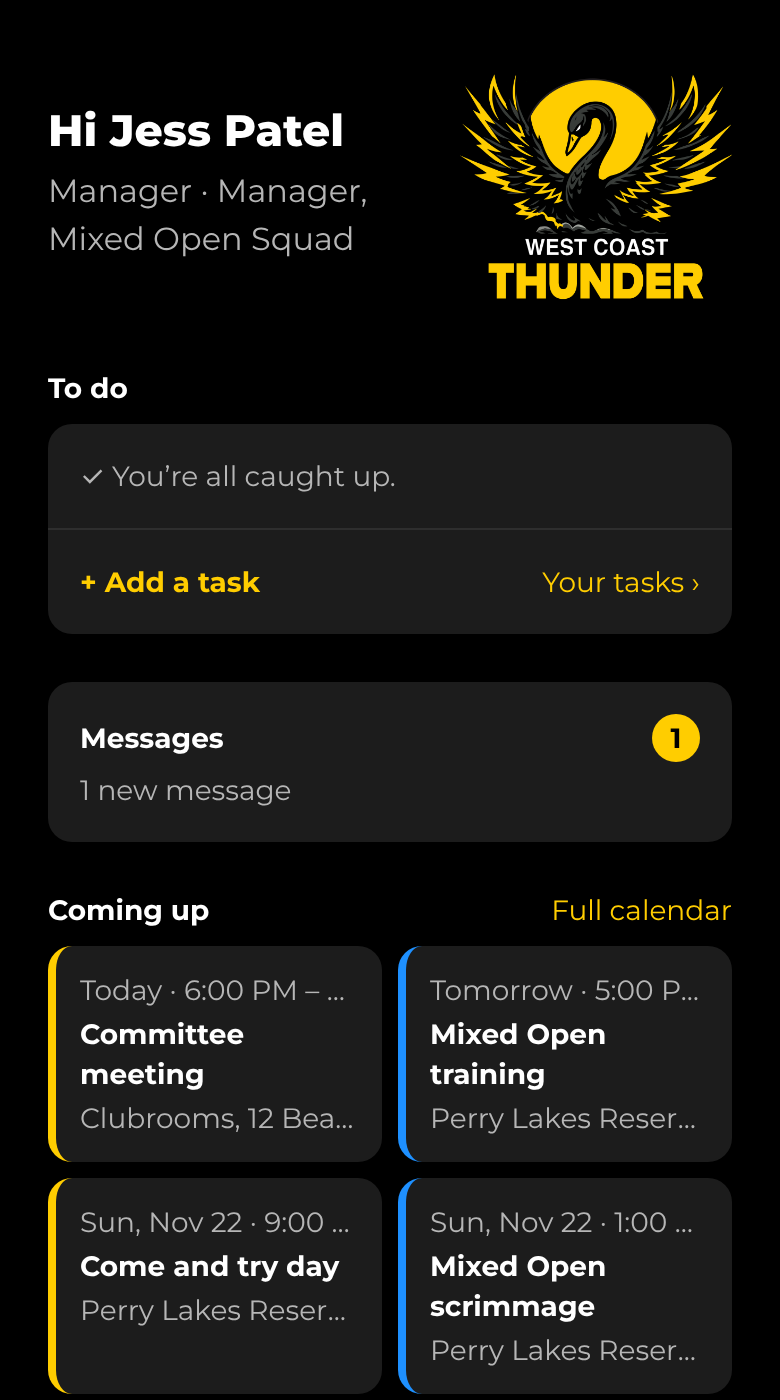 Hi Jess Patel
Manager · Manager,
Mixed Open Squad
WEST COAST
THUNDER
To do
✓ You’re all caught up.
+ Add a task
Your tasks ›
Messages
1
1 new message
Coming up
Full calendar
Today · 6:00 PM – ...
Committee
meeting
Clubrooms, 12 Bea...
Tomorrow · 5:00 P...
Mixed Open
training
Perry Lakes Reser...
Sun, Nov 22 · 9:00 ...
Come and try day
Perry Lakes Reser...
Sun, Nov 22 · 1:00 ...
Mixed Open
scrimmage
Perry Lakes Reser...